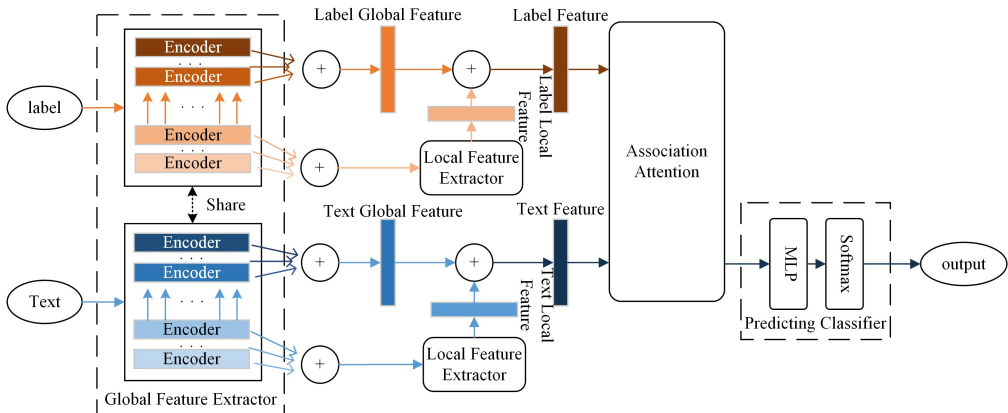 Label Global Feature
Label Feature
Encoder
. . .
Encoder
label
. . .
Encoder
. . .
Encoder
+
+
+
Label Local
Feature
Local Feature
Extractor
Association
Attention
Share
Text Global Feature
Text Feature
Encoder
. . .
Encoder
Text
. . .
Encoder
. . .
Encoder
+
+
+
Text Local
Feature
Local Feature
Extractor
MLP
Softmax
output
Predicting Classifier
Global Feature Extractor